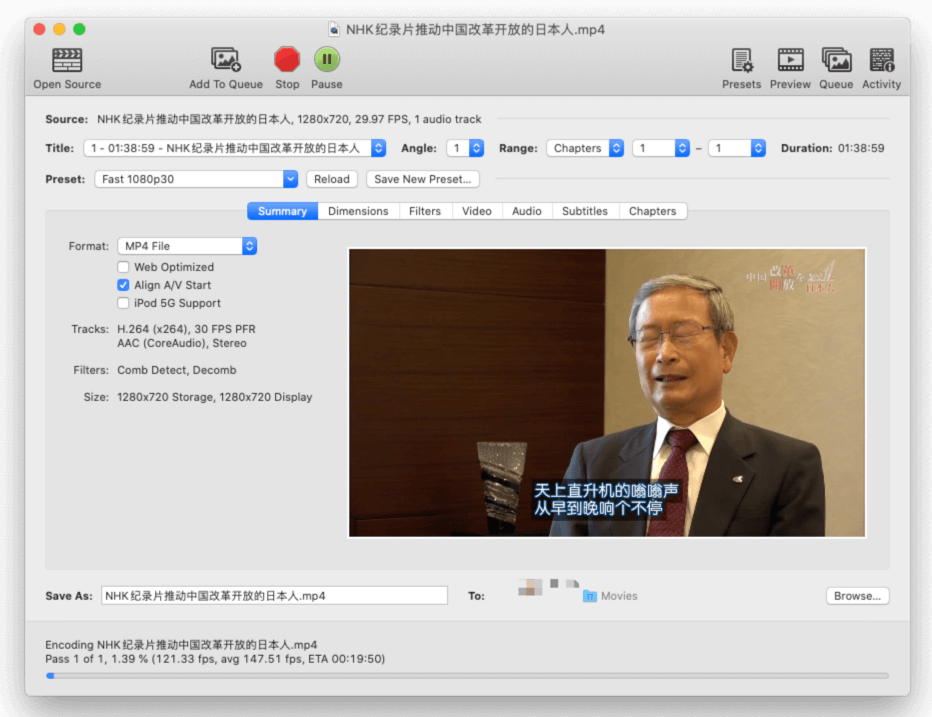 NHK纪录片推动中国改革开放的日本人.mp4
Open Source
Add To Queue
Stop
Pause
Presets
Preview
Queue
Activity
Source: NHK纪录片推动中国改革开放的日本人, 1280x720, 29.97 FPS, 1 audio track
Title: 1 - 01:38:59 - NHK纪录片推动中国改革开放的日本人 Angle: 1 Range: Chapters 1 – 1 Duration: 01:38:59
Preset: Fast 1080p30 Reload Save New Preset...
Summary Dimensions Filters Video Audio Subtitles Chapters
Format: MP4 File
Web Optimized
Align A/V Start
iPod 5G Support
Tracks: H.264 (x264), 30 FPS PFR
AAC (CoreAudio), Stereo
Filters: Comb Detect, Decomb
Size: 1280x720 Storage, 1280x720 Display
中国改革開放を
日本人
天上直升机的嗡嗡声
从早到晚响个不停
Save As: NHK纪录片推动中国改革开放的日本人.mp4 To: Movies Browse...
Encoding NHK纪录片推动中国改革开放的日本人.mp4
Pass 1 of 1, 1.39 % (121.33 fps, avg 147.51 fps, ETA 00:19:50)